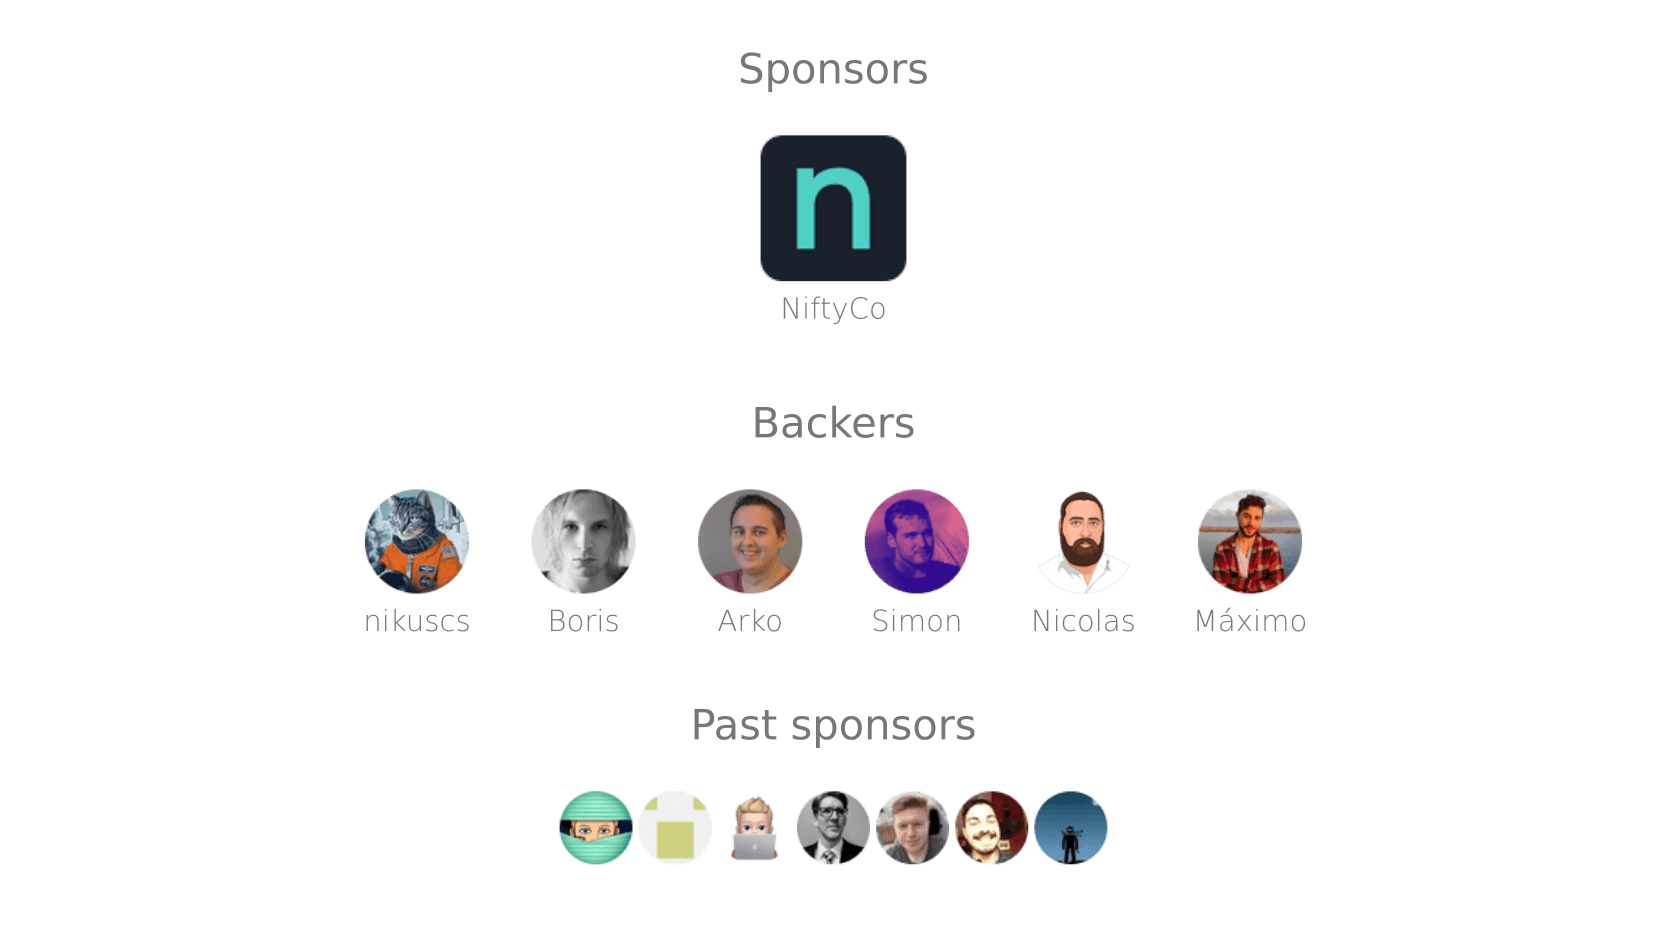 Sponsors
n
NiftyCo
Backers
nikuscs Boris Arko Simon Nicolas Máximo
Past sponsors